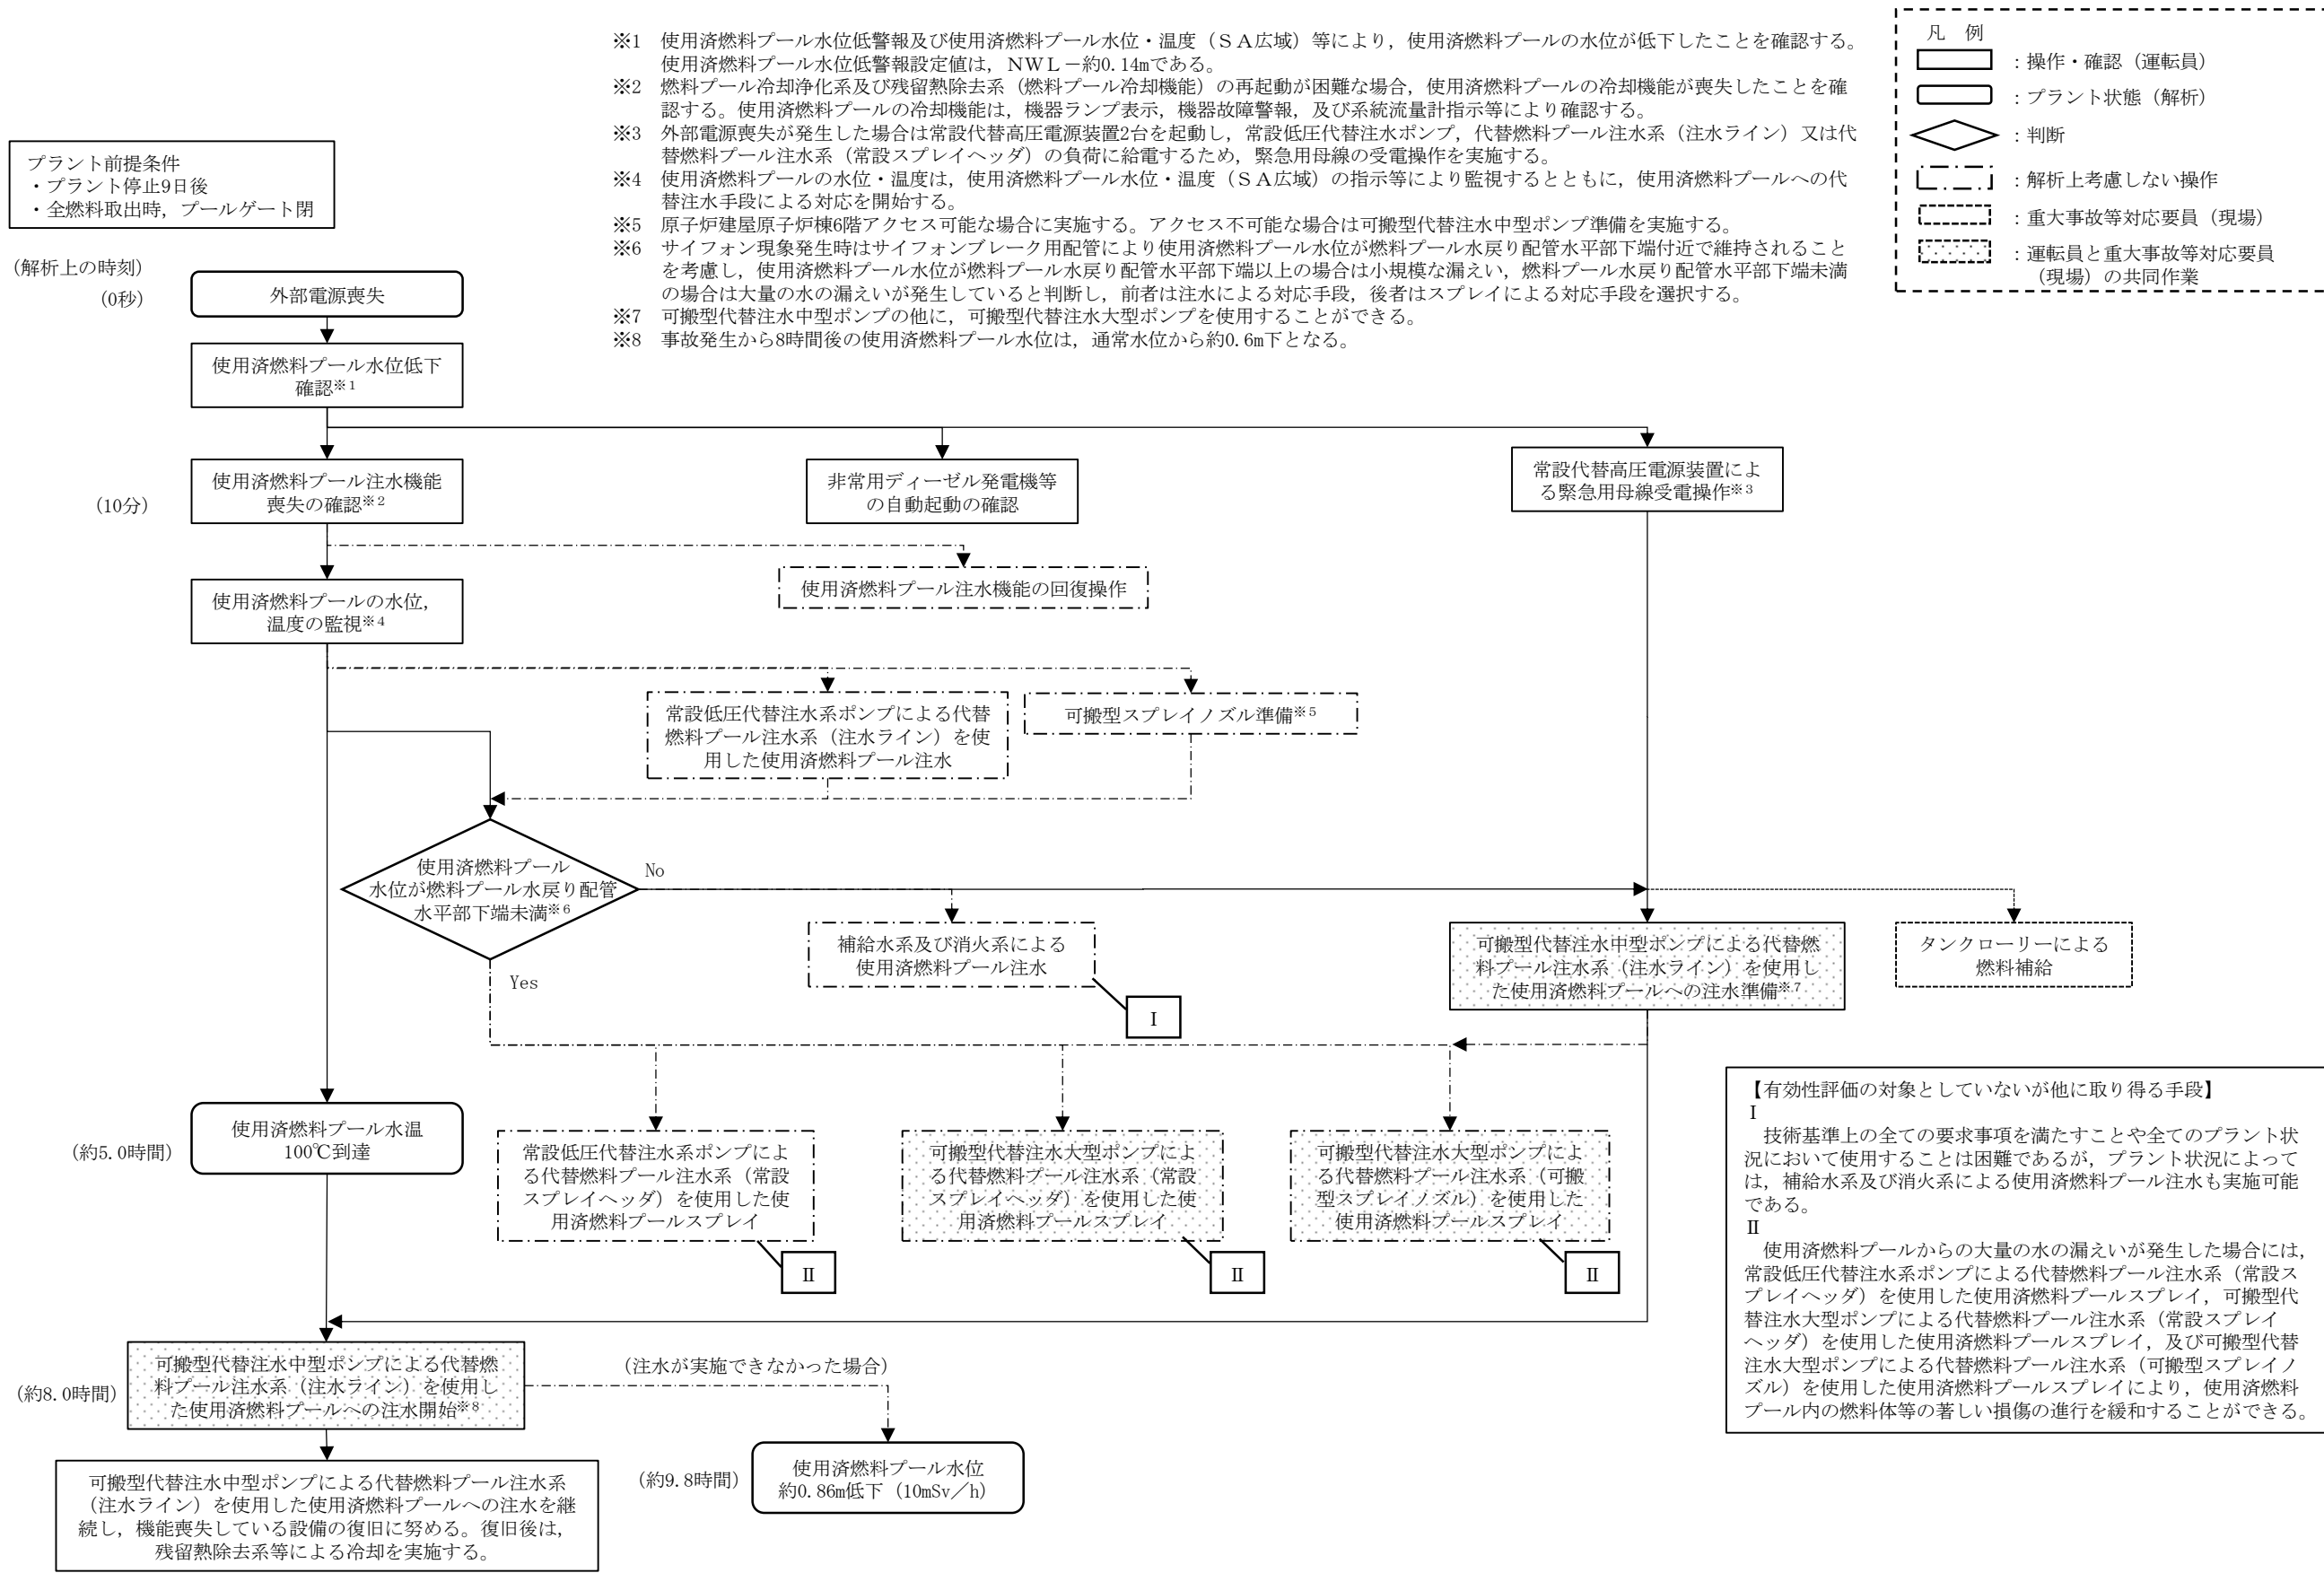 ※1　使用済燃料プール水位低警報及び使用済燃料プール水位・温度（ＳＡ広域）等により，使用済燃料プールの水位が低下したことを確認する。
使用済燃料プール水位低警報設定値は，ＮＷＬ－約0.14mである。
※2　燃料プール冷却浄化系及び残留熱除去系（燃料プール冷却機能）の再起動が困難な場合，使用済燃料プールの冷却機能が喪失したことを確
認する。使用済燃料プールの冷却機能は，機器ランプ表示，機器故障警報，及び系統流量計指示等により確認する。
※3　外部電源喪失が発生した場合は常設代替高圧電源装置2台を起動し，常設低圧代替注水ポンプ，代替燃料プール注水系（注水ライン）又は代
替燃料プール注水系（常設スプレイヘッダ）の負荷に給電するため，緊急用母線の受電操作を実施する。
※4　使用済燃料プールの水位・温度は，使用済燃料プール水位・温度（ＳＡ広域）の指示等により監視するとともに，使用済燃料プールへの代
替注水手段による対応を開始する。
※5　原子炉建屋原子炉棟6階アクセス可能な場合に実施する。アクセス不可能な場合は可搬型代替注水中型ポンプ準備を実施する。
※6　サイフォン現象発生時はサイフォンブレーク用配管により使用済燃料プール水位が燃料プール水戻り配管水平部下端付近で維持されること
を考慮し，使用済燃料プール水位が燃料プール水戻り配管水平部下端以上の場合は小規模な漏えい，燃料プール水戻り配管水平部下端未満
の場合は大量の水の漏えいが発生していると判断し，前者は注水による対応手段，後者はスプレイによる対応手段を選択する。
※7　可搬型代替注水中型ポンプの他に，可搬型代替注水大型ポンプを使用することができる。
※8　事故発生から8時間後の使用済燃料プール水位は，通常水位から約0.6m下となる。
凡　例
：操作・確認（運転員）
：プラント状態（解析）
：判断
：解析上考慮しない操作
：重大事故等対応要員（現場）
：運転員と重大事故等対応要員
（現場）の共同作業
プラント前提条件
・プラント停止9日後
・全燃料取出時，プールゲート閉
（解析上の時刻）
（0秒）
外部電源喪失
使用済燃料プール水位低下
確認※1
（10分）
使用済燃料プール注水機能
喪失の確認※2
非常用ディーゼル発電機等
の自動起動の確認
常設代替高圧電源装置によ
る緊急用母線受電操作※3
使用済燃料プール注水機能の回復操作
使用済燃料プールの水位，
温度の監視※4
常設低圧代替注水系ポンプによる代替
燃料プール注水系（注水ライン）を使
用した使用済燃料プール注水
可搬型スプレイノズル準備※5
使用済燃料プール
水位が燃料プール水戻り配管
水平部下端未満※6
No
Yes
補給水系及び消火系による
使用済燃料プール注水
Ⅰ
可搬型代替注水中型ポンプによる代替燃
料プール注水系（注水ライン）を使用し
た使用済燃料プールへの注水準備※7
タンクローリーによる
燃料補給
（約5.0時間）
使用済燃料プール水温
100℃到達
常設低圧代替注水系ポンプによ
る代替燃料プール注水系（常設
スプレイヘッダ）を使用した使
用済燃料プールスプレイ
Ⅱ
可搬型代替注水大型ポンプによ
る代替燃料プール注水系（常設
スプレイヘッダ）を使用した使
用済燃料プールスプレイ
Ⅱ
可搬型代替注水大型ポンプによ
る代替燃料プール注水系（可搬
型スプレイノズル）を使用した
使用済燃料プールスプレイ
Ⅱ
【有効性評価の対象としていないが他に取り得る手段】
Ⅰ
技術基準上の全ての要求事項を満たすことや全てのプラント状
況において使用することは困難であるが，プラント状況によって
は，補給水系及び消火系による使用済燃料プール注水も実施可能
である。
Ⅱ
使用済燃料プールからの大量の水の漏えいが発生した場合には，
常設低圧代替注水系ポンプによる代替燃料プール注水系（常設ス
プレイヘッダ）を使用した使用済燃料プールスプレイ，可搬型代
替注水大型ポンプによる代替燃料プール注水系（常設スプレイ
ヘッダ）を使用した使用済燃料プールスプレイ，及び可搬型代替
注水大型ポンプによる代替燃料プール注水系（可搬型スプレイノ
ズル）を使用した使用済燃料プールスプレイにより，使用済燃料
プール内の燃料体等の著しい損傷の進行を緩和することができる。
（約8.0時間）
可搬型代替注水中型ポンプによる代替燃
料プール注水系（注水ライン）を使用し
た使用済燃料プールへの注水開始※8
（注水が実施できなかった場合）
（約9.8時間）
使用済燃料プール水位
約0.86m低下（10mSv／h）
可搬型代替注水中型ポンプによる代替燃料プール注水系
（注水ライン）を使用した使用済燃料プールへの注水を継
続し，機能喪失している設備の復旧に努める。復旧後は，
残留熱除去系等による冷却を実施する。